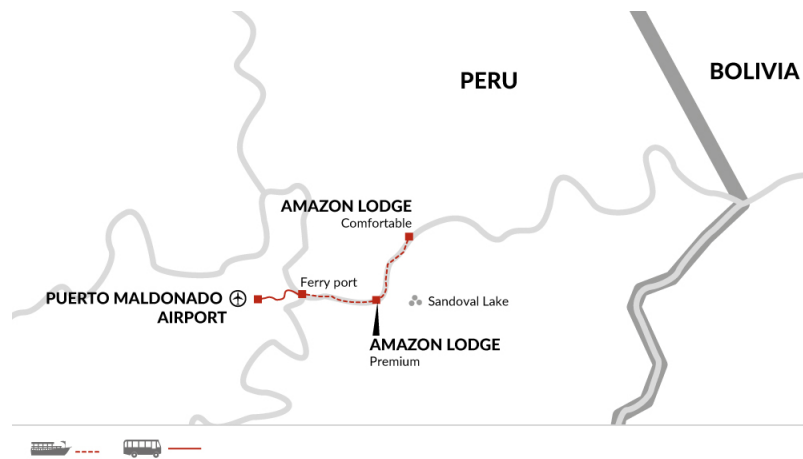 PERU
BOLIVIA
AMAZON LODGE
Comfortable
Ferry port
PUERTO MALDONADO
AIRPORT
Sandoval Lake
AMAZON LODGE
Premium